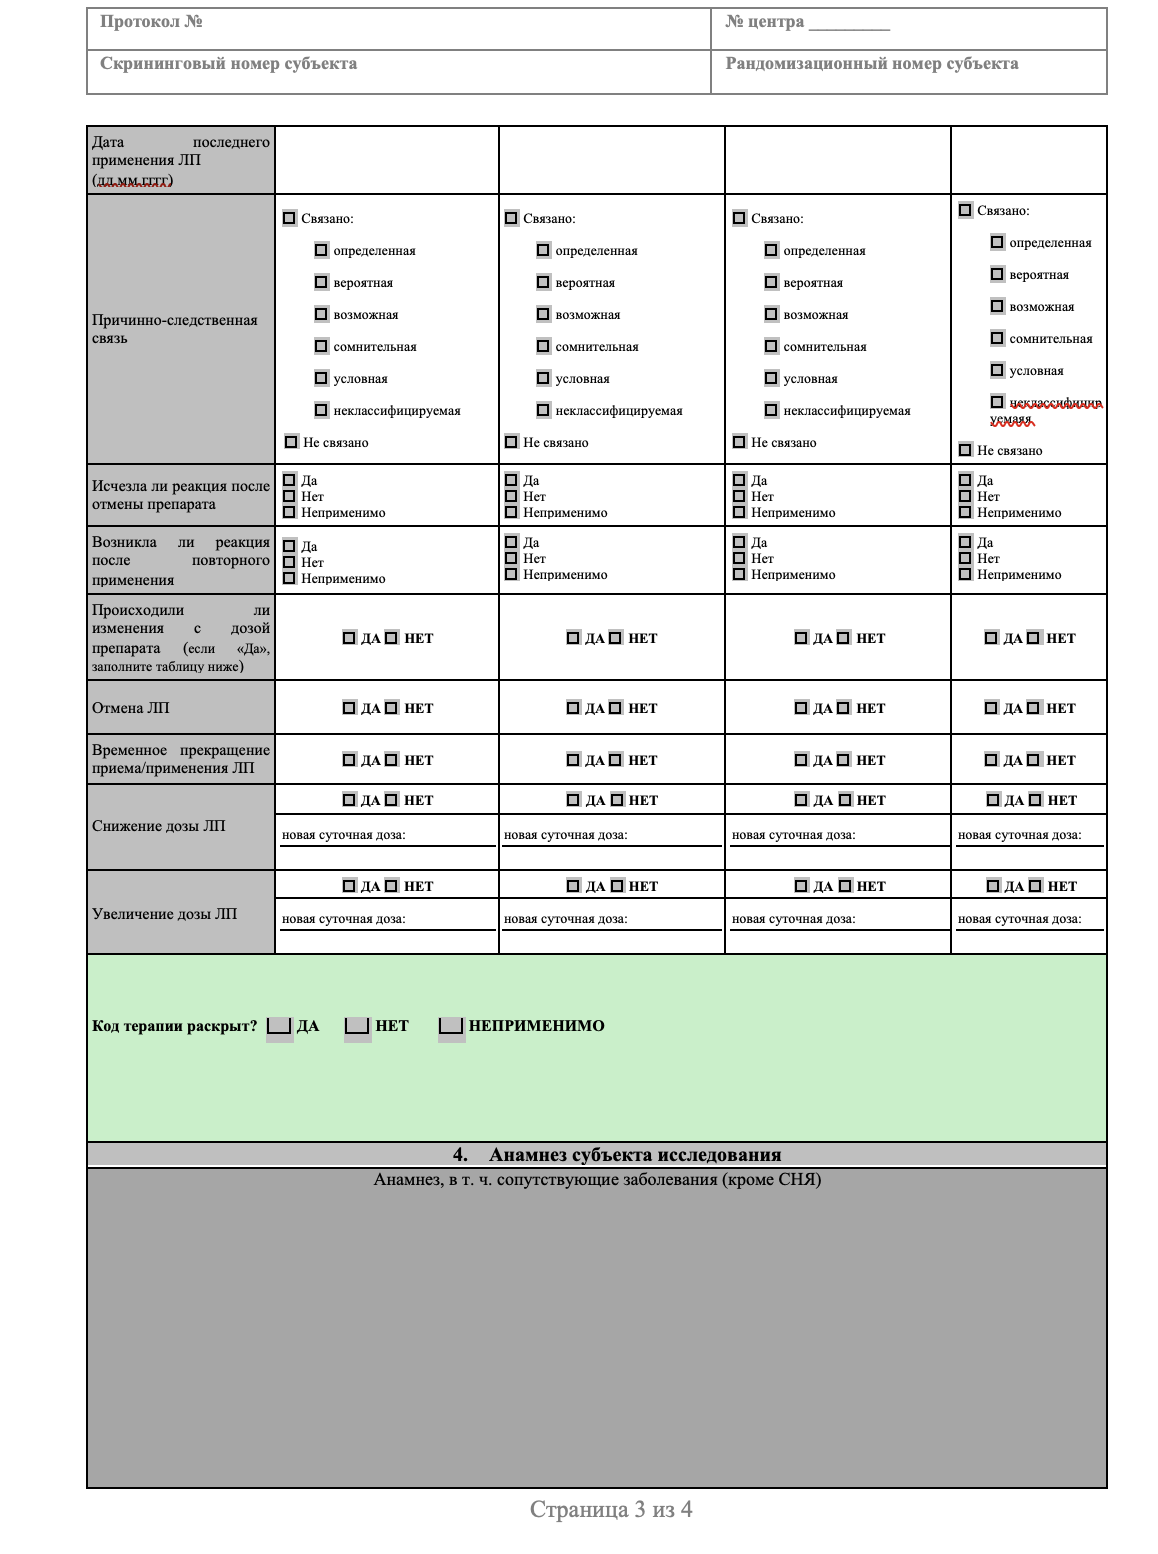 Протокол №
№ центра _________
Скрининговый номер субъекта
Рандомизационный номер субъекта
Дата последнего
применения ЛП
(дд.мм.гггг)
Причинно-следственная
связь
Связано:
определенная
вероятная
возможная
сомнительная
условная
неклассифицируемая
Не связано
Связано:
определенная
вероятная
возможная
сомнительная
условная
неклассифицируемая
Не связано
Связано:
определенная
вероятная
возможная
сомнительная
условная
неклассифицируемая
Не связано
Связано:
определенная
вероятная
возможная
сомнительная
условная
неклассифицир
уемаяя
Не связано
Исчезла ли реакция после
отмены препарата
Да
Нет
Неприменимо
Да
Нет
Неприменимо
Да
Нет
Неприменимо
Да
Нет
Неприменимо
Возникла ли реакция
после повторного
применения
Да
Нет
Неприменимо
Да
Нет
Неприменимо
Да
Нет
Неприменимо
Да
Нет
Неприменимо
Происходили ли
изменения с дозой
препарата (если «Да»,
заполните таблицу ниже)
ДА НЕТ
ДА НЕТ
ДА НЕТ
ДА НЕТ
Отмена ЛП
ДА НЕТ
ДА НЕТ
ДА НЕТ
ДА НЕТ
Временное прекращение
приема/применения ЛП
ДА НЕТ
ДА НЕТ
ДА НЕТ
ДА НЕТ
Снижение дозы ЛП
ДА НЕТ
ДА НЕТ
ДА НЕТ
ДА НЕТ
новая суточная доза:
новая суточная доза:
новая суточная доза:
новая суточная доза:
Увеличение дозы ЛП
ДА НЕТ
ДА НЕТ
ДА НЕТ
ДА НЕТ
новая суточная доза:
новая суточная доза:
новая суточная доза:
новая суточная доза:
Код терапии раскрыт? ДА НЕТ НЕПРИМЕНИМО
4. Анамнез субъекта исследования
Анамнез, в т. ч. сопутствующие заболевания (кроме СНЯ)
Страница 3 из 4